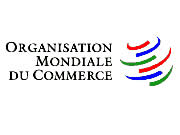 ORGANISATION
MONDIALE
DU COMMERCE